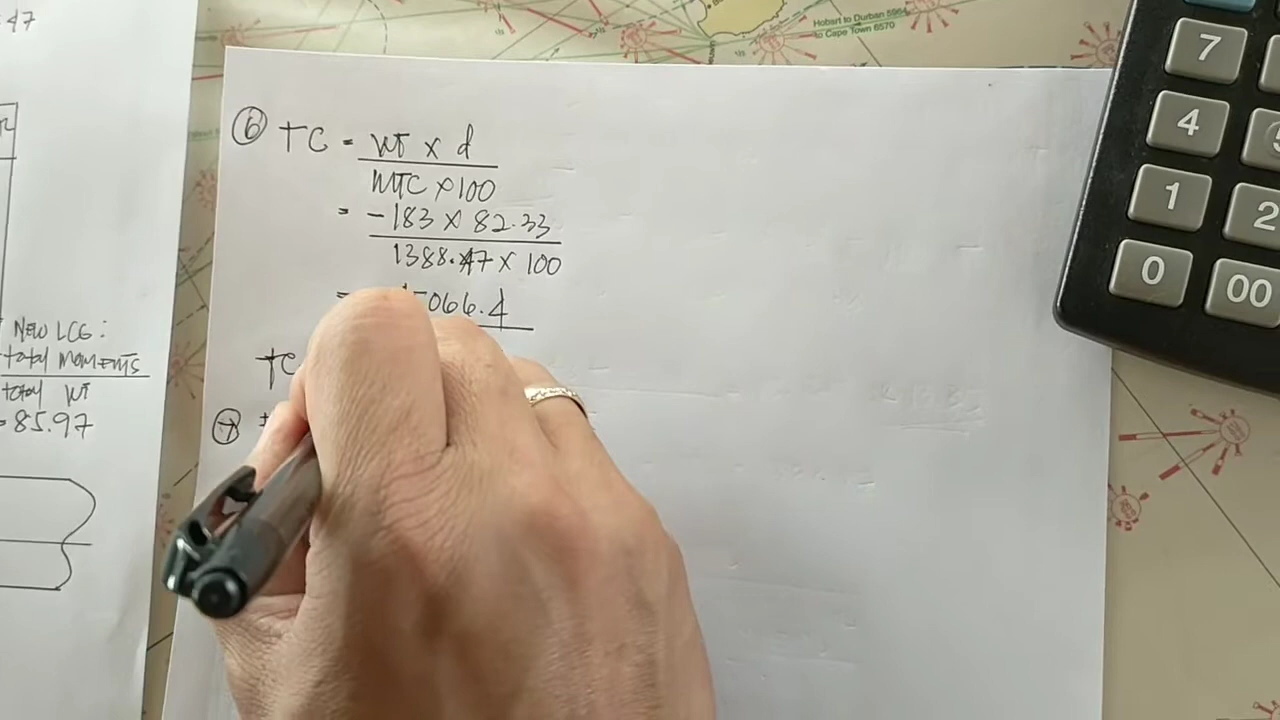 47
NEW LCG:
total MOMENTS
total WT
=85.97
Hobart to Durban
to Cape Town 6570
⑥ TC = WT x d
MTC x 100
= -183 x 82.33
1388.47 x 100
= 066.4
TC
⑦
7
4
1 2
0 00